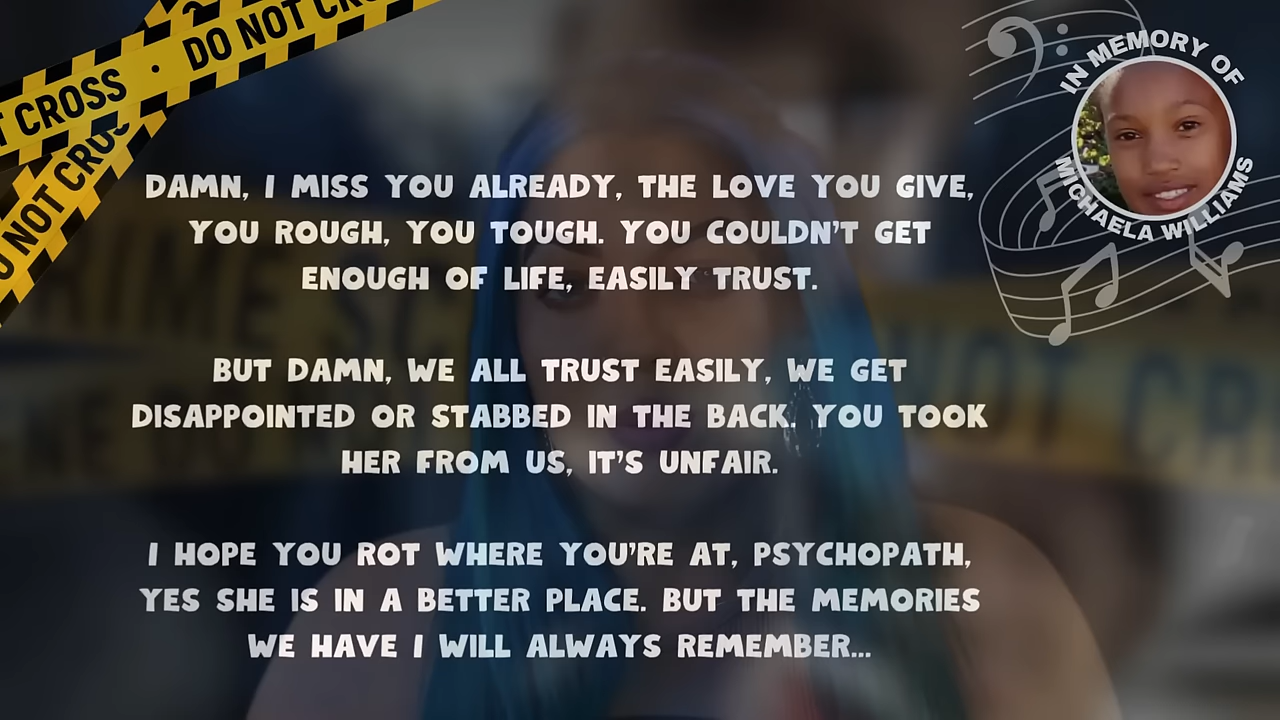 DO NOT CRO
T CROSS · DO NOT CRO
O NOT CRO
IN MEMORY OF
MICHAELA WILLIAMS
DAMN, I MISS YOU ALREADY, THE LOVE YOU GIVE,
YOU ROUGH, YOU TOUGH. YOU COULDN'T GET
ENOUGH OF LIFE, EASILY TRUST.
BUT DAMN, WE ALL TRUST EASILY, WE GET
DISAPPOINTED OR STABBED IN THE BACK. YOU TOOK
HER FROM US, IT'S UNFAIR.
I HOPE YOU ROT WHERE YOU'RE AT, PSYCHOPATH,
YES SHE IS IN A BETTER PLACE. BUT THE MEMORIES
WE HAVE I WILL ALWAYS REMEMBER...